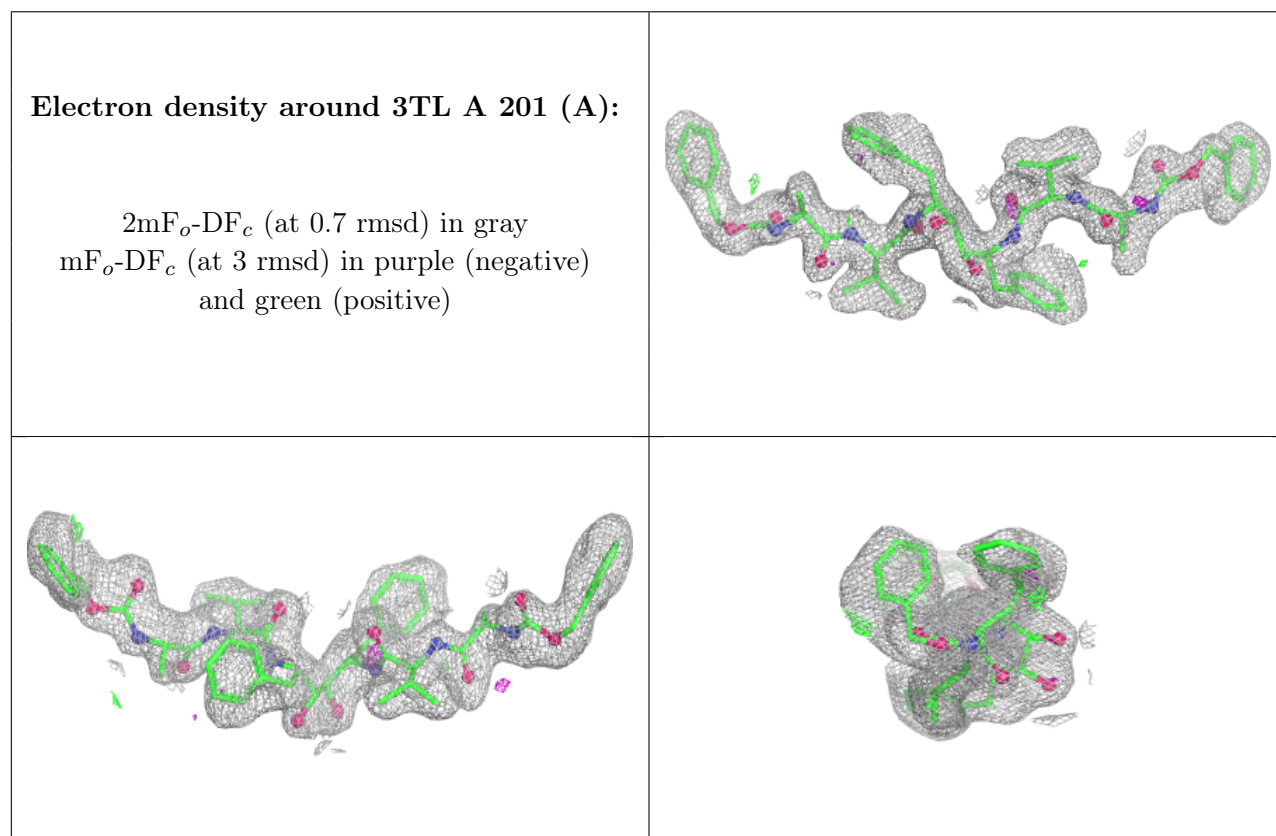 Electron density around 3TL A 201 (A):
2mFₒ-DF𝒸 (at 0.7 rmsd) in gray
mFₒ-DF𝒸 (at 3 rmsd) in purple (negative)
and green (positive)